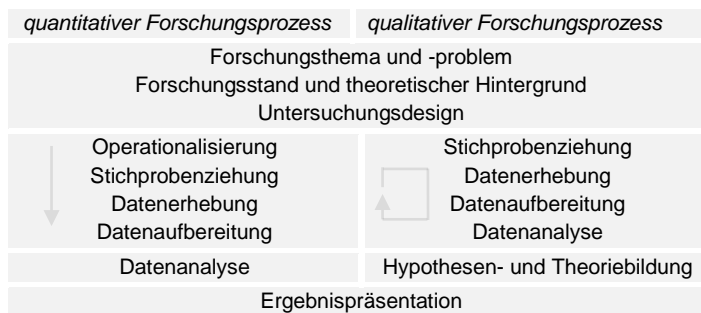 quantitativer Forschungsprozess
qualitativer Forschungsprozess
Forschungsthema und -problem
Forschungsstand und theoretischer Hintergrund
Untersuchungsdesign
Operationalisierung
Stichprobenziehung
Datenerhebung
Datenaufbereitung
Stichprobenziehung
Datenerhebung
Datenaufbereitung
Datenanalyse
Datenanalyse
Hypothesen- und Theoriebildung
Ergebnispräsentation